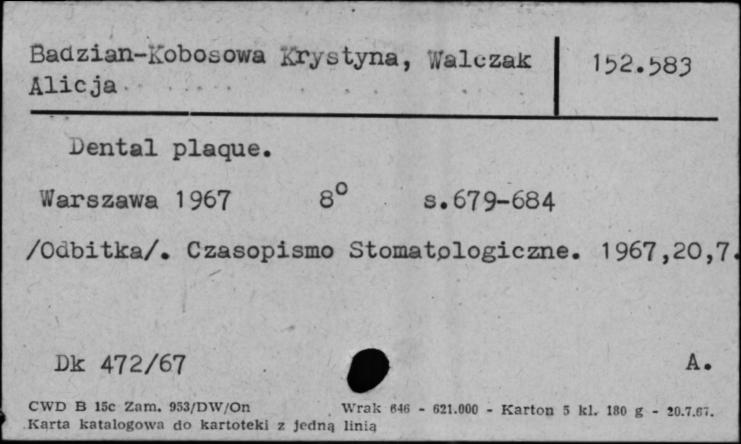 Badzian-Kobosowa Krystyna, Walczak
Alicja
152.583
Dental plaque.
Warszawa 1967 8° s.679-684
/Odbitka/. Czasopismo Stomatologiczne. 1967,20,7.
Dk 472/67 A.
CWD B 15c Zam. 953/DW/On Wrak 646 - 621.000 - Karton 5 kl. 180 g - 20.7.67.
Karta katalogowa do kartoteki z jedną linią